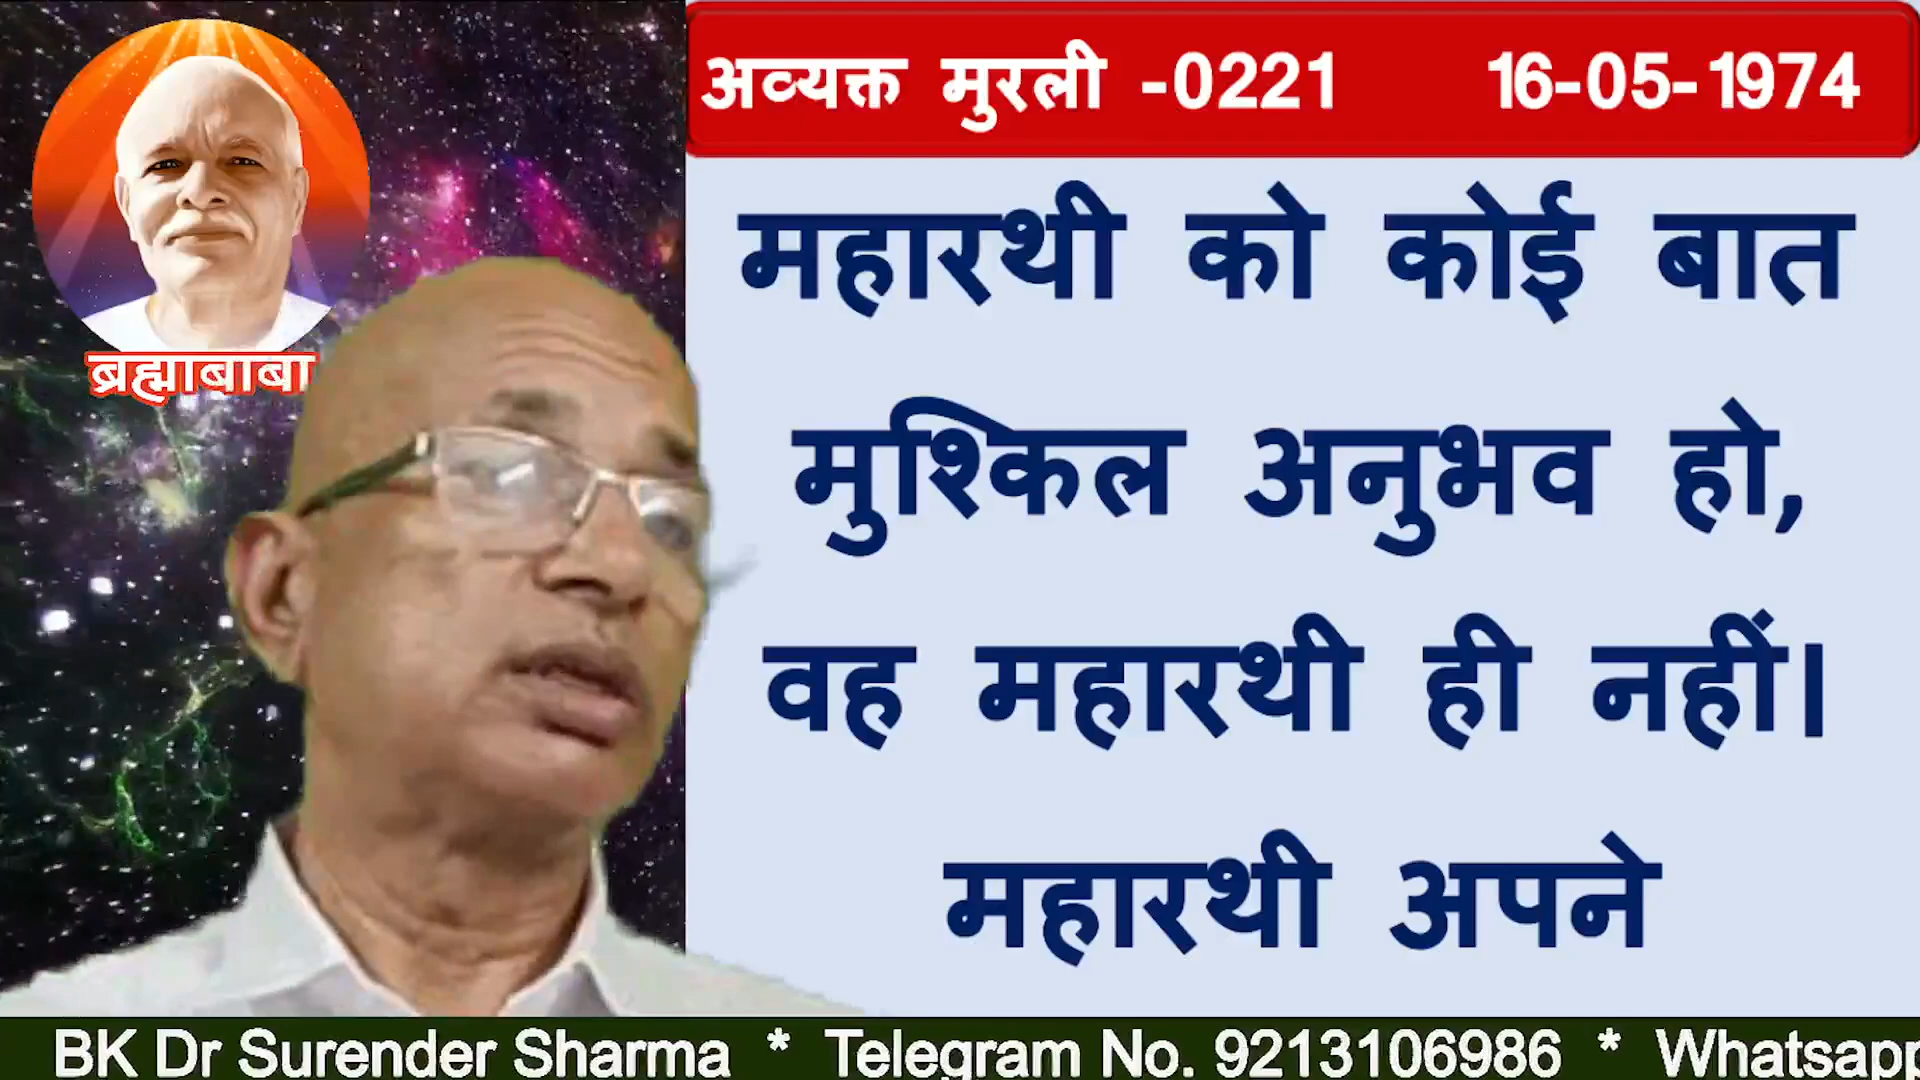 अव्यक्त मुरली -0221 16-05-1974
ब्रह्माबाबा
महारथी को कोई बात
मुश्किल अनुभव हो,
वह महारथी ही नहीं।
महारथी अपने
BK Dr Surender Sharma * Telegram No. 9213106986 * Whatsapp